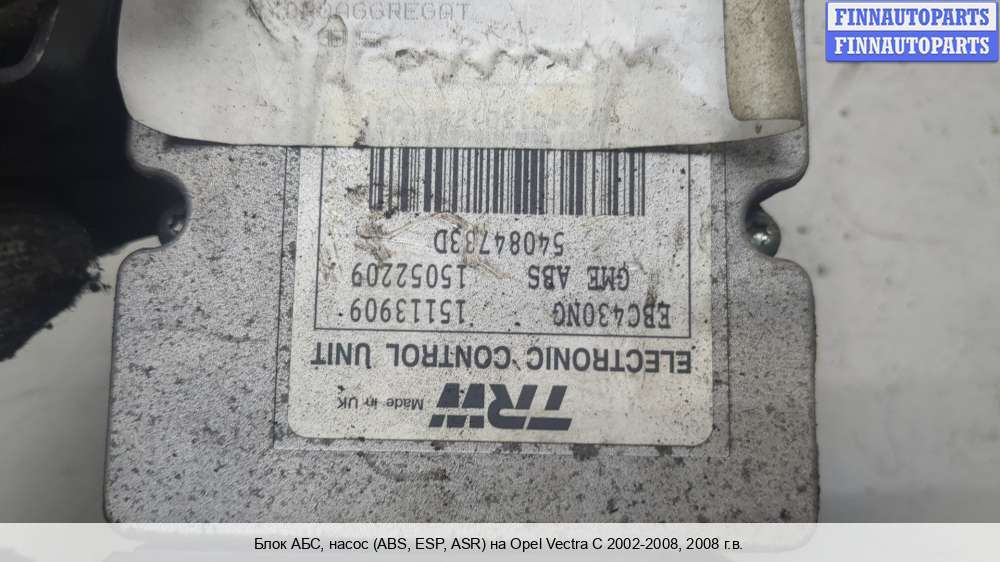 FINNAUTOPARTS
FINNAUTOPARTS
TRW Made in UK
ELECTRONIC CONTROL UNIT
EBC430NG 15113909
GME ABS 15052209
54084783D
Блок АБС, насос (ABS, ESP, ASR) на Opel Vectra C 2002-2008, 2008 г.в.